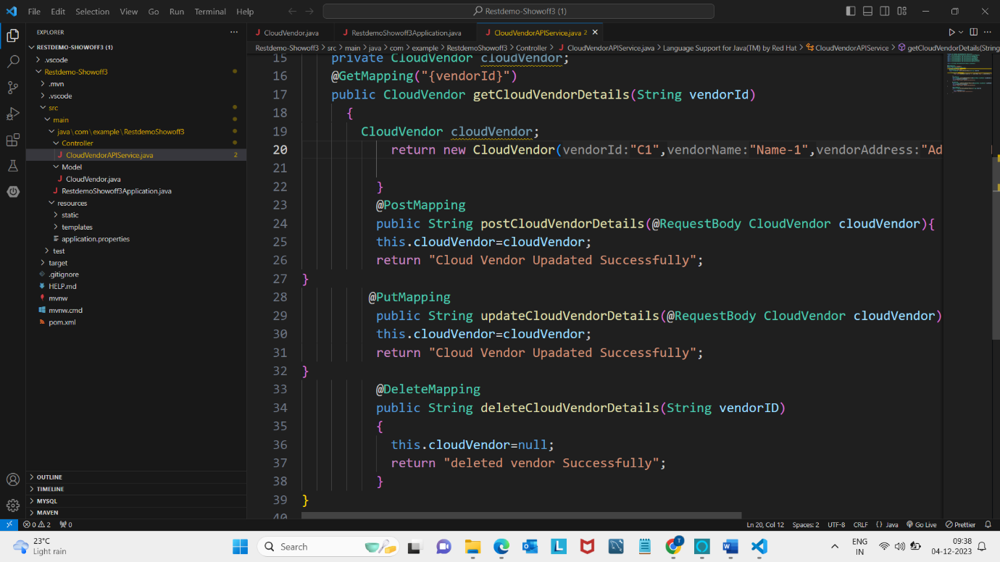 File Edit Selection View Go Run Terminal Help
Restdemo-Showoff3 (1)
EXPLORER
RESTDEMO-SHOWOFF3 (1)
.vscode
Restdemo-Showoff3
.mvn
.vscode
src
main
java\com\example\RestdemoShowoff3
Controller
CloudVendorAPIService.java 2
Model
CloudVendor.java
RestdemoShowoff3Application.java
resources
static
templates
application.properties
test
target
.gitignore
HELP.md
mvnw
mvnw.cmd
pom.xml
OUTLINE
TIMELINE
MYSQL
MAVEN
CloudVendor.java RestdemoShowoff3Application.java CloudVendorAPIService.java 2
Restdemo-Showoff3 > src > main > java > com > example > RestdemoShowoff3 > Controller > CloudVendorAPIService.java > Language Support for Java(TM) by Red Hat > CloudVendorAPIService > getCloudVendorDetails(String
15 private CloudVendor cloudVendor;
16 @GetMapping("{vendorId}")
17 public CloudVendor getCloudVendorDetails(String vendorId)
18 {
19 CloudVendor cloudVendor;
20 return new CloudVendor(vendorId:"C1",vendorName:"Name-1",vendorAddress:"Ad
21
22 }
23 @PostMapping
24 public String postCloudVendorDetails(@RequestBody CloudVendor cloudVendor){
25 this.cloudVendor=cloudVendor;
26 return "Cloud Vendor Upadated Successfully";
27 }
28 @PutMapping
29 public String updateCloudVendorDetails(@RequestBody CloudVendor cloudVendor)
30 this.cloudVendor=cloudVendor;
31 return "Cloud Vendor Upadated Successfully";
32 }
33 @DeleteMapping
34 public String deleteCloudVendorDetails(String vendorID)
35 {
36 this.cloudVendor=null;
37 return "deleted vendor Successfully";
38 }
39 }
40
0 2 0
Ln 20, Col 12 Spaces: 2 UTF-8 CRLF {} Java Go Live Prettier
23°C
Light rain
Search
ENG
IN
09:38
04-12-2023